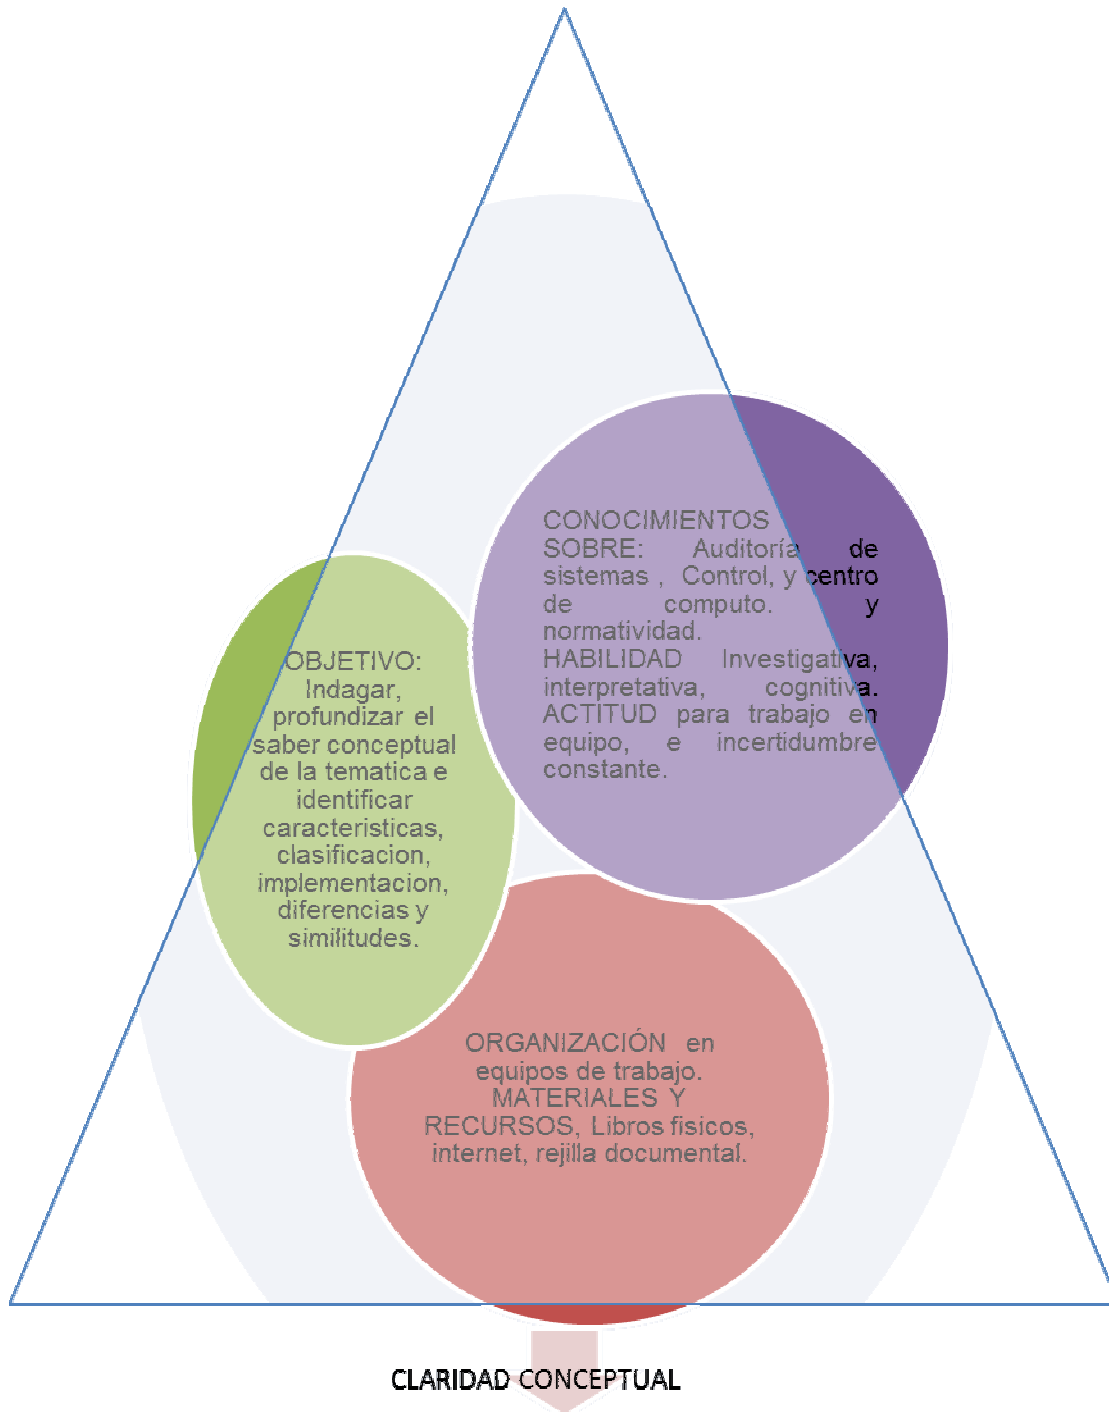 CONOCIMIENTOS
SOBRE: Auditoría de
sistemas , Control, y centro
de computo. y
normatividad.
HABILIDAD Investigativa,
interpretativa, cognitiva.
ACTITUD para trabajo en
equipo, e incertidumbre
constante.
OBJETIVO:
Indagar,
profundizar el
saber conceptual
de la tematica e
identificar
caracteristicas,
clasificacion,
implementacion,
diferencias y
similitudes.
ORGANIZACIÓN en
equipos de trabajo.
MATERIALES Y
RECURSOS, Libros fisicos,
internet, rejilla documental.
CLARIDAD CONCEPTUAL